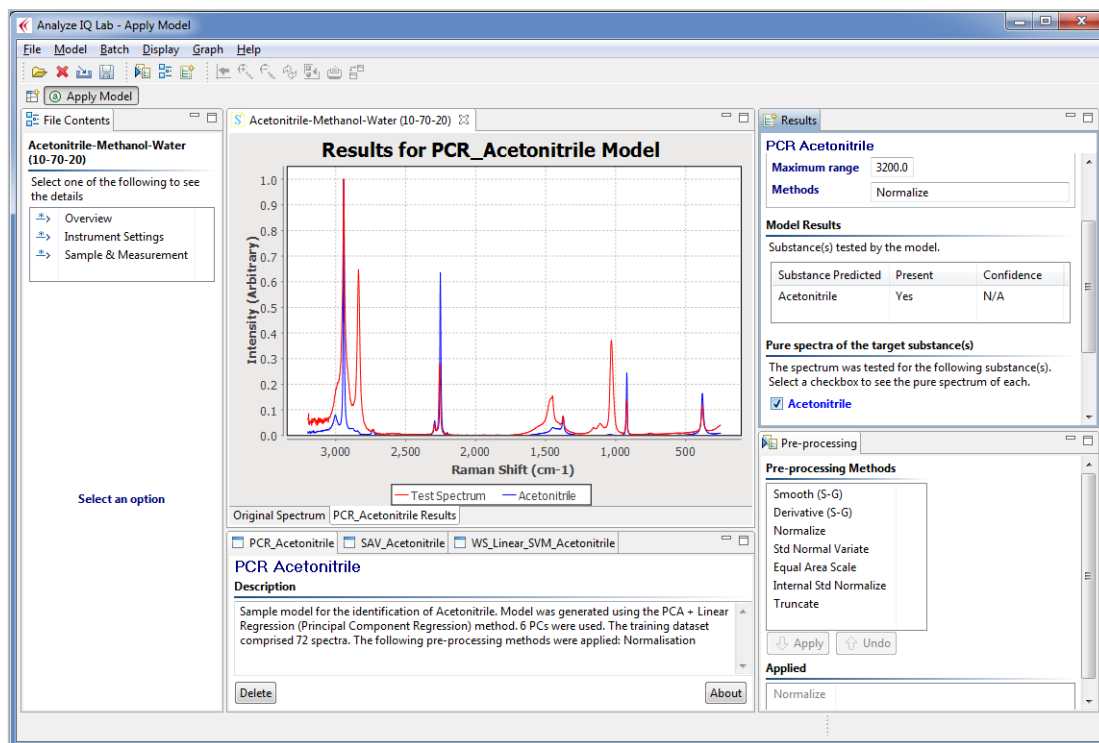 Analyze IQ Lab - Apply Model
File Model Batch Display Graph Help
Apply Model
File Contents
Acetonitrile-Methanol-Water
(10-70-20)
Select one of the following to see
the details
Overview
Instrument Settings
Sample & Measurement
Select an option
Acetonitrile-Methanol-Water (10-70-20)
Results for PCR_Acetonitrile Model
Intensity (Arbitrary)
1.0
0.9
0.8
0.7
0.6
0.5
0.4
0.3
0.2
0.1
0.0
3,000 2,500 2,000 1,500 1,000 500
Raman Shift (cm-1)
Test Spectrum Acetonitrile
Original Spectrum PCR_Acetonitrile Results
PCR_Acetonitrile SAV_Acetonitrile WS_Linear_SVM_Acetonitrile
PCR Acetonitrile
Description
Sample model for the identification of Acetonitrile. Model was generated using the PCA + Linear
Regression (Principal Component Regression) method. 6 PCs were used. The training dataset
comprised 72 spectra. The following pre-processing methods were applied: Normalisation
Delete About
Results
PCR Acetonitrile
Maximum range 3200.0
Methods Normalize
Model Results
Substance(s) tested by the model.
Substance Predicted Present Confidence
Acetonitrile Yes N/A
Pure spectra of the target substance(s)
The spectrum was tested for the following substance(s).
Select a checkbox to see the pure spectrum of each.
Acetonitrile
Pre-processing
Pre-processing Methods
Smooth (S-G)
Derivative (S-G)
Normalize
Std Normal Variate
Equal Area Scale
Internal Std Normalize
Truncate
Apply Undo
Applied
Normalize